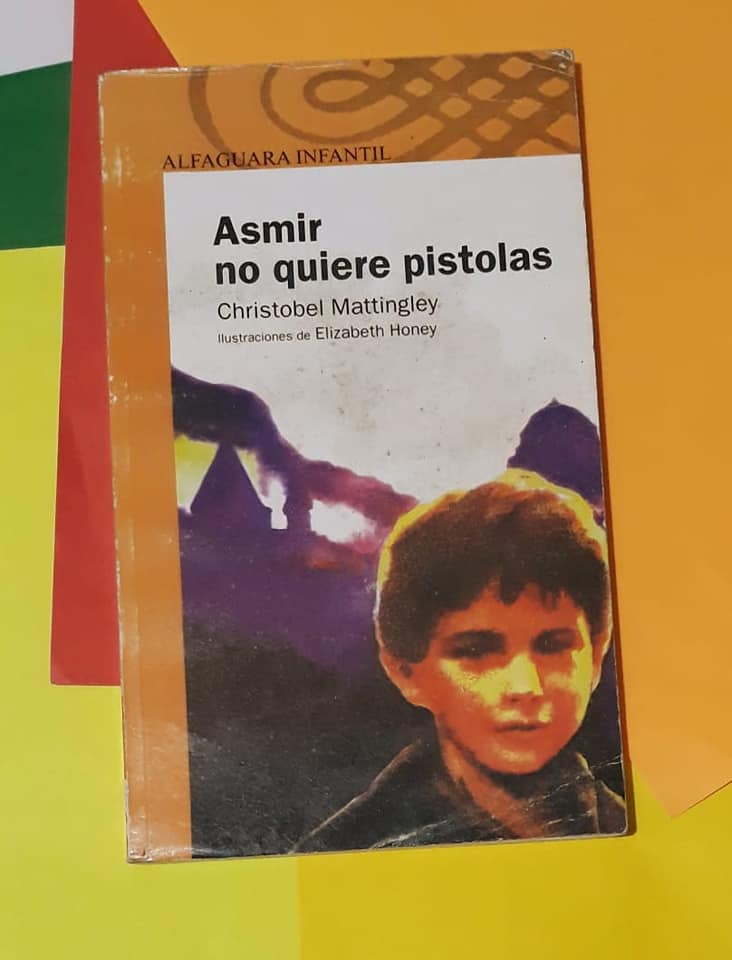 ALFAGUARA INFANTIL
Asmir
no quiere pistolas
Christobel Mattingley
Ilustraciones de Elizabeth Honey